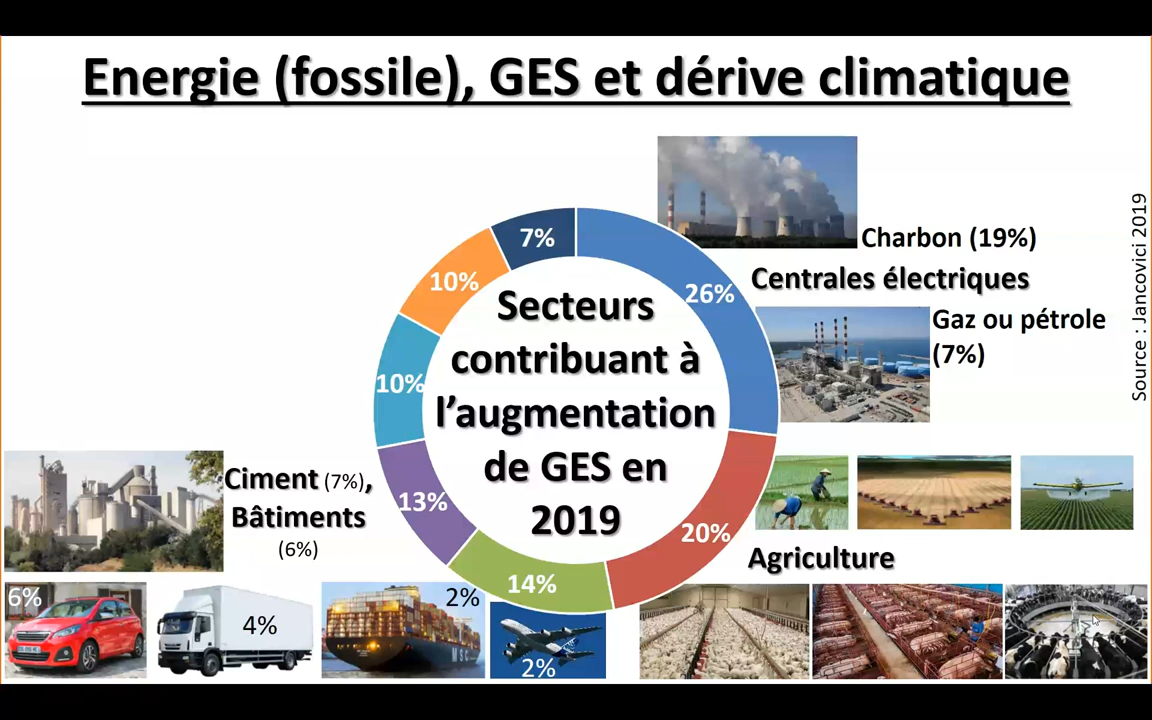 Energie (fossile), GES et dérive climatique
Charbon (19%)
Centrales électriques
Gaz ou pétrole
(7%)
Source : Jancovici 2019
7%
10%
26%
10%
13%
20%
14%
Secteurs
contribuant à
l’augmentation
de GES en
2019
Ciment (7%),
Bâtiments
(6%)
Agriculture
6%
4%
2%
2%